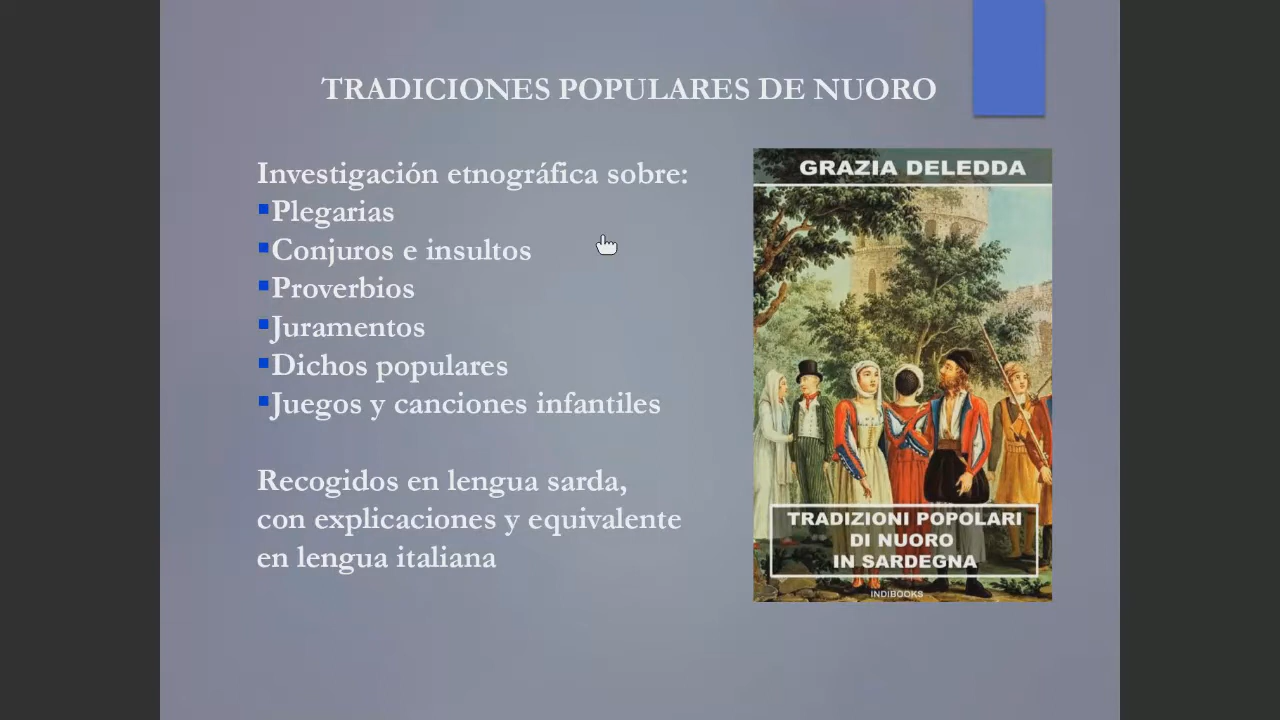 TRADICIONES POPULARES DE NUORO
Investigación etnográfica sobre:
▪Plegarias
▪Conjuros e insultos
▪Proverbios
▪Juramentos
▪Dichos populares
▪Juegos y canciones infantiles
Recogidos en lengua sarda,
con explicaciones y equivalente
en lengua italiana
GRAZIA DELEDDA
TRADIZIONI POPOLARI
DI NUORO
IN SARDEGNA
INDIBOOKS